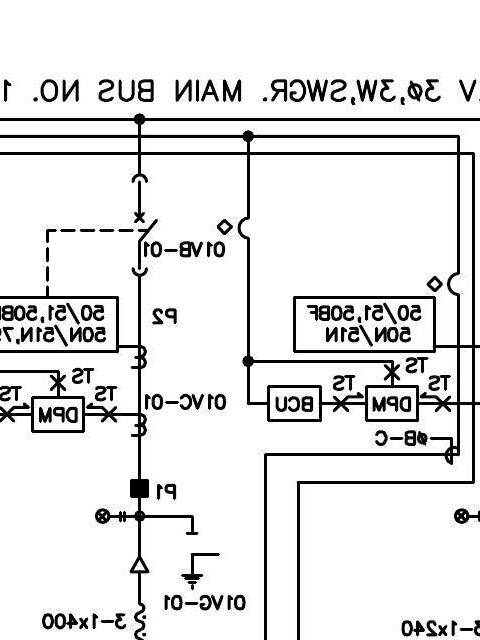 V 3ø,3W,SWGR. MAIN BUS NO. 1
01VB-01
50/51,50BF
50N/51N
P2
50/51,50B
50N/51N,79
TS
TS
TS
DPM
TS
BCU
01VC-01
TS
DPM
TS
øB-C
P1
01VG-01
3-1x240
3-1x400